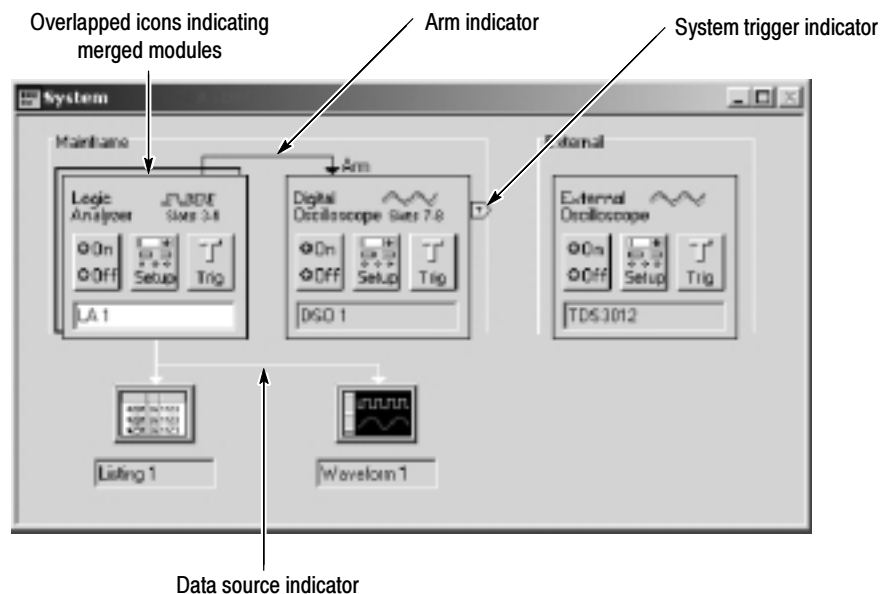 Overlapped icons indicating
merged modules
Arm indicator
System trigger indicator
System
Mainframe
External
Arm
Logic
Analyzer
Slots 3-6
Digital
Oscilloscope Slots 7-8
External
Oscilloscope
On
Off
Setup
Trig
On
Off
Setup
Trig
On
Off
Setup
Trig
LA 1
DSO 1
TDS3012
Listing 1
Waveform 1
Data source indicator